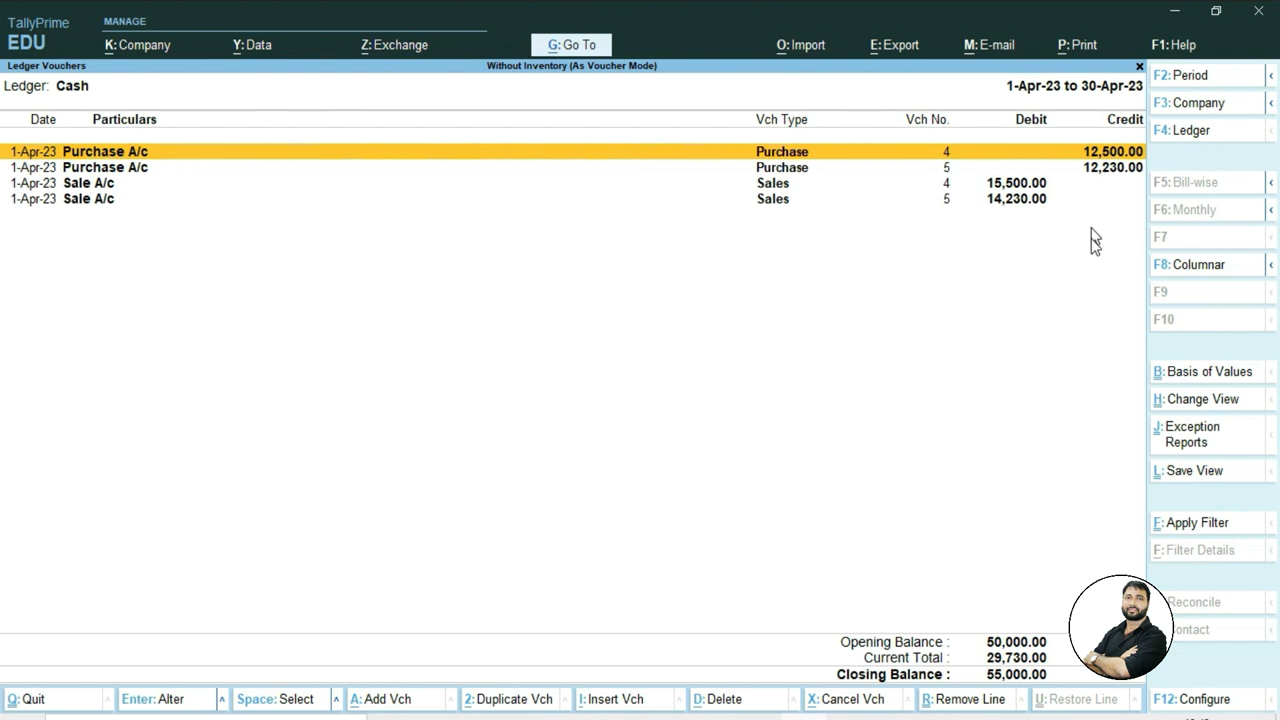 TallyPrime
EDU
MANAGE
K: Company Y: Data Z: Exchange G: Go To O: Import E: Export M: E-mail P: Print F1: Help
Ledger Vouchers Without Inventory (As Voucher Mode) x
Ledger: Cash 1-Apr-23 to 30-Apr-23
Date Particulars Vch Type Vch No. Debit Credit
1-Apr-23 Purchase A/c Purchase 4 12,500.00
1-Apr-23 Purchase A/c Purchase 5 12,230.00
1-Apr-23 Sale A/c Sales 4 15,500.00
1-Apr-23 Sale A/c Sales 5 14,230.00
Opening Balance : 50,000.00
Current Total : 29,730.00
Closing Balance : 55,000.00
F2: Period
F3: Company
F4: Ledger
F5: Bill-wise
F6: Monthly
F7
F8: Columnar
F9
F10
B: Basis of Values
H: Change View
J: Exception
Reports
L: Save View
F: Apply Filter
F: Filter Details
Reconcile
Q: Quit Enter: Alter Space: Select A: Add Vch 2: Duplicate Vch I: Insert Vch D: Delete X: Cancel Vch R: Remove Line U: Restore Line F12: Configure